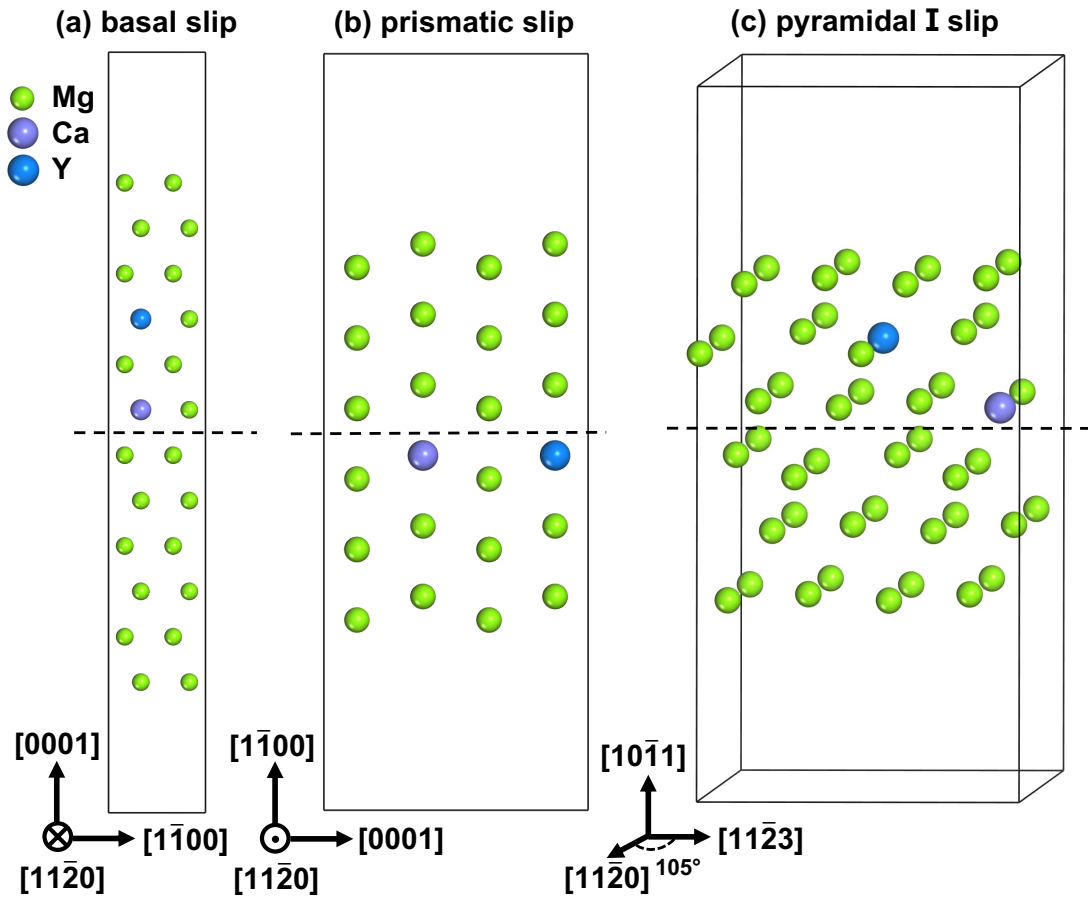 (a) basal slip
(b) prismatic slip
(c) pyramidal I slip
Mg
Ca
Y
[0001]
[11̅00]
[112̅0]
[11̅00]
[0001]
[112̅0]
[101̅1]
[112̅3]
[112̅0]
105°